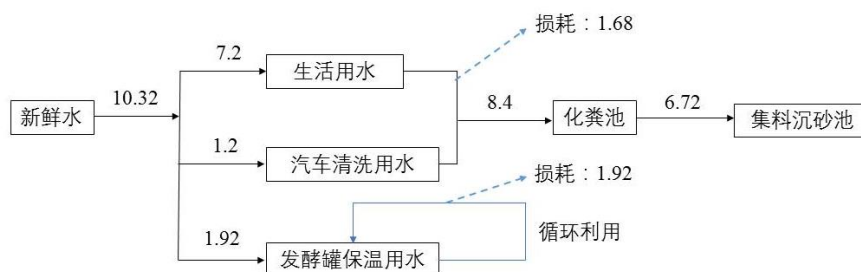 损耗：1.68
7.2
生活用水
10.32
8.4
6.72
新鲜水
化粪池
集料沉砂池
1.2
汽车清洗用水
损耗：1.92
1.92
循环利用
发酵罐保温用水